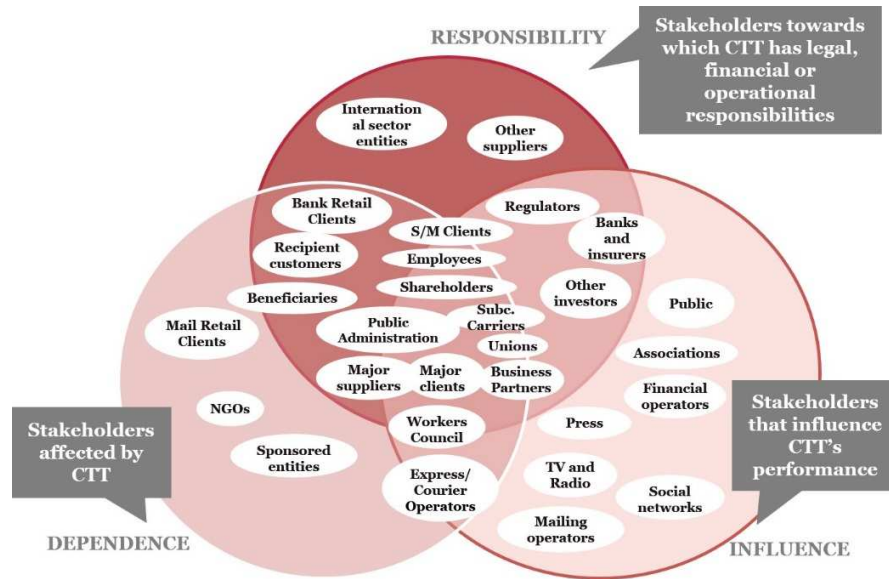 RESPONSIBILITY
Stakeholders towards
which CTT has legal,
financial or
operational
responsibilities
Internation
al sector
entities
Other
suppliers
Bank Retail
Clients
Regulators
S/M Clients
Banks
and
insurers
Recipient
customers
Employees
Shareholders
Other
investors
Beneficiaries
Public
Mail Retail
Clients
Public
Administration
Subc.
Carriers
Unions
Associations
Major
suppliers
Major
clients
Business
Partners
Financial
operators
NGOs
Workers
Council
Press
Stakeholders
affected by
CTT
Stakeholders
that influence
CTT's
performance
Sponsored
entities
Express/
Courier
Operators
TV and
Radio
Social
networks
Mailing
operators
DEPENDENCE
INFLUENCE